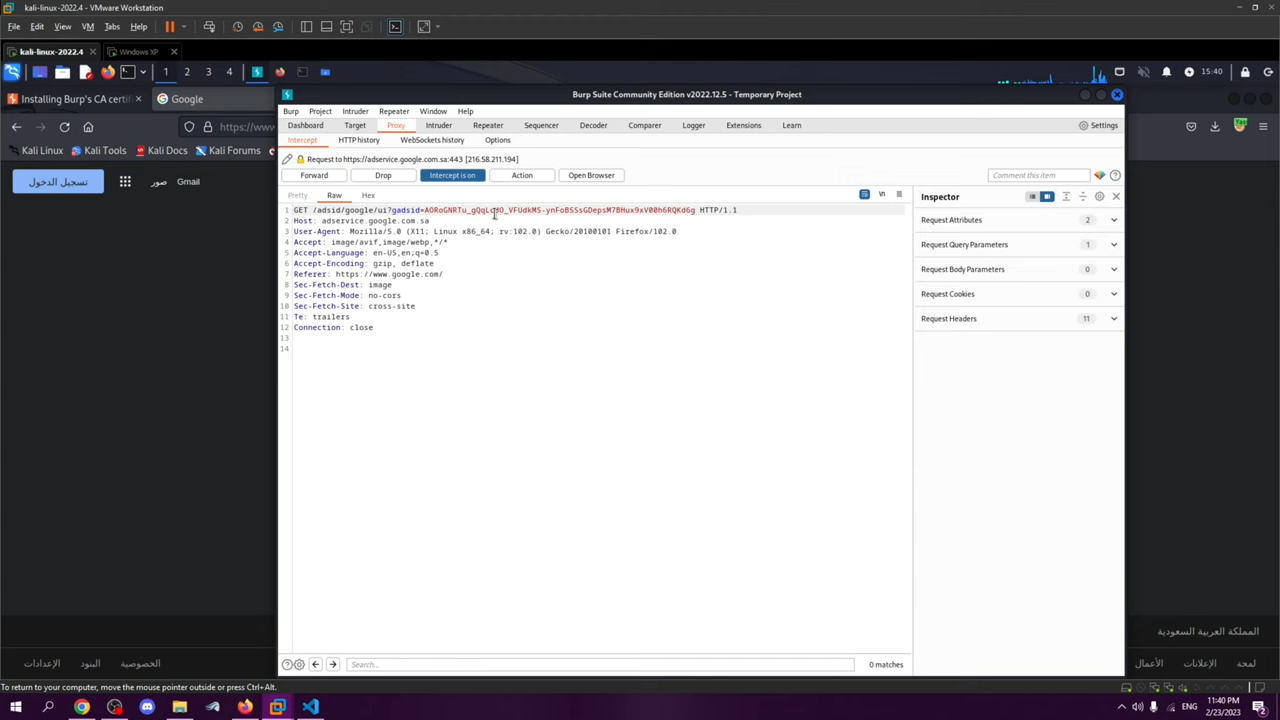 kali-linux-2022.4 - VMware Workstation
File Edit View VM Tabs Help
kali-linux-2022.4 Windows XP
1 2 3 4 15:40
Installing Burp's CA certif Google
Burp Suite Community Edition v2022.12.5 - Temporary Project
Burp Project Intruder Repeater Window Help
Dashboard Target Proxy Intruder Repeater Sequencer Decoder Comparer Logger Extensions Learn Settings
https://www
Intercept HTTP history WebSockets history Options
Kali Linux Kali Tools Kali Docs Kali Forums
Request to https://adservice.google.com.sa:443 [216.58.211.194]
Forward Drop Intercept is on Action Open Browser Comment this item
تسجيل الدخول صور Gmail
Pretty Raw Hex \n Inspector
1 GET /adsid/google/ui?gadsid= HTTP/1.1
2 Host: adservice.google.com.sa
3 User-Agent: Mozilla/5.0 (X11; Linux x86_64; rv:102.0) Gecko/20100101 Firefox/102.0
4 Accept: image/avif,image/webp,*/*
5 Accept-Language: en-US,en;q=0.5
6 Accept-Encoding: gzip, deflate
7 Referer: https://www.google.com/
8 Sec-Fetch-Dest: image
9 Sec-Fetch-Mode: no-cors
10 Sec-Fetch-Site: cross-site
11 Te: trailers
12 Connection: close
13
14
Request Attributes 2
Request Query Parameters 1
Request Body Parameters 0
Request Cookies 0
Request Headers 11
المملكة العربية السعودية
الإعدادات البنود الخصوصية
الأعمال الإعلانات لمحة
Search... 0 matches
To return to your computer, move the mouse pointer outside or press Ctrl+Alt.
ENG 11:40 PM
2/23/2023 2